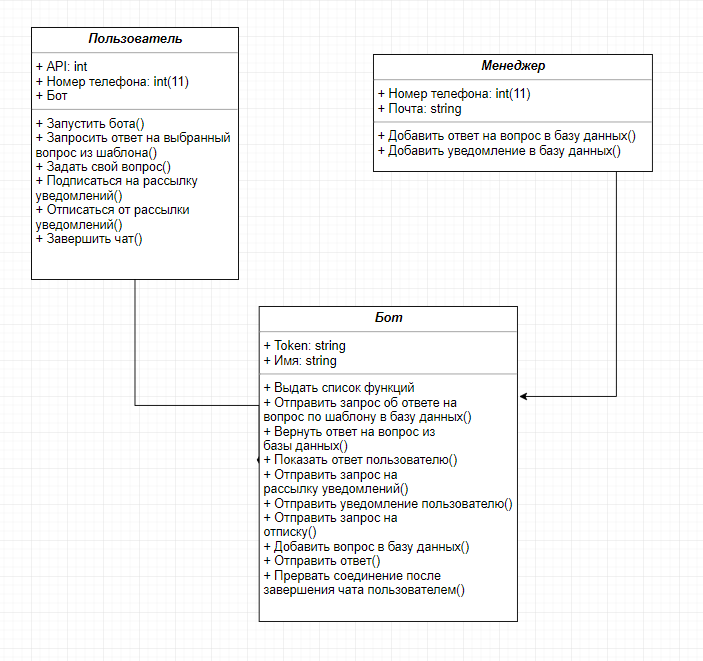 Пользователь
+ API: int
+ Номер телефона: int(11)
+ Бот
+ Запустить бота()
+ Запросить ответ на выбранный
вопрос из шаблона()
+ Задать свой вопрос()
+ Подписаться на рассылку
уведомлений()
+ Отписаться от рассылки
уведомлений()
+ Завершить чат()
Менеджер
+ Номер телефона: int(11)
+ Почта: string
+ Добавить ответ на вопрос в базу данных()
+ Добавить уведомление в базу данных()
Бот
+ Token: string
+ Имя: string
+ Выдать список функций
+ Отправить запрос об ответе на
вопрос по шаблону в базу данных()
+ Вернуть ответ на вопрос из
базы данных()
+ Показать ответ пользователю()
+ Отправить запрос на
рассылку уведомлений()
+ Отправить уведомление пользователю()
+ Отправить запрос на
отписку()
+ Добавить вопрос в базу данных()
+ Отправить ответ()
+ Прервать соединение после
завершения чата пользователем()